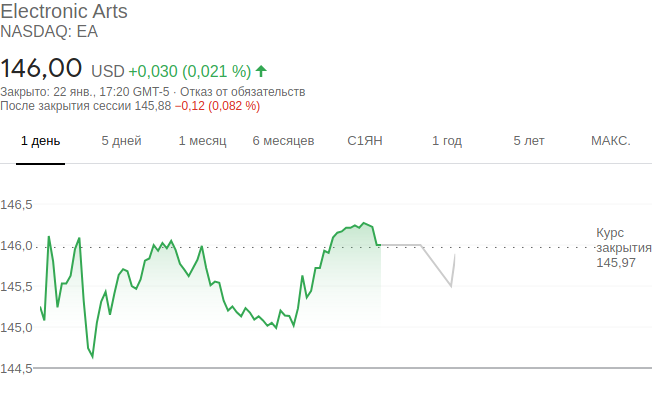 Electronic Arts
NASDAQ: EA
146,00 USD +0,030 (0,021 %) ↑
Закрыто: 22 янв., 17:20 GMT-5 · Отказ от обязательств
После закрытия сессии 145,88 −0,12 (0,082 %)
1 день 5 дней 1 месяц 6 месяцев С1ЯН 1 год 5 лет МАКС.
146,5
146,0
145,5
145,0
144,5
Курс
закрытия
145,97